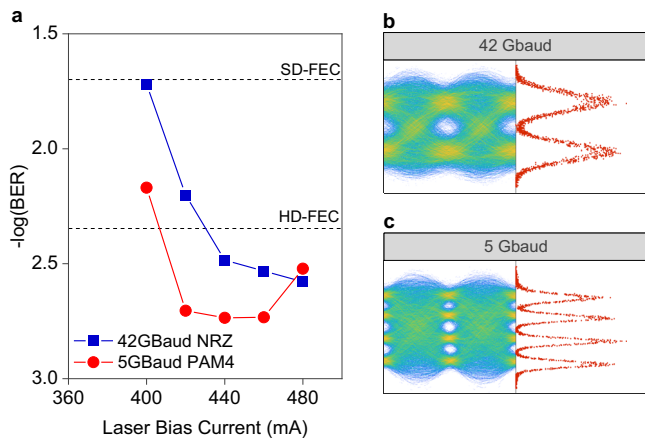 a
1.5
2.0
2.5
3.0
-log(BER)
SD-FEC
HD-FEC
42GBaud NRZ
5GBaud PAM4
360
400
440
480
Laser Bias Current (mA)
b
42 Gbaud
c
5 Gbaud